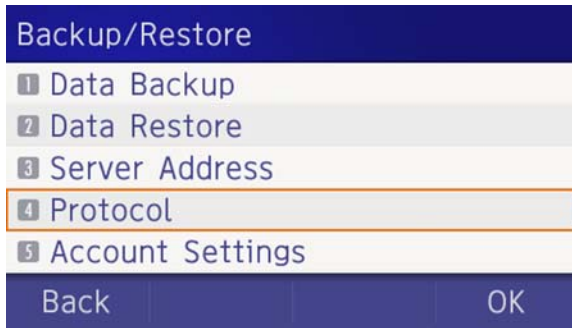 Backup/Restore
1 Data Backup
2 Data Restore
3 Server Address
4 Protocol
5 Account Settings
Back OK